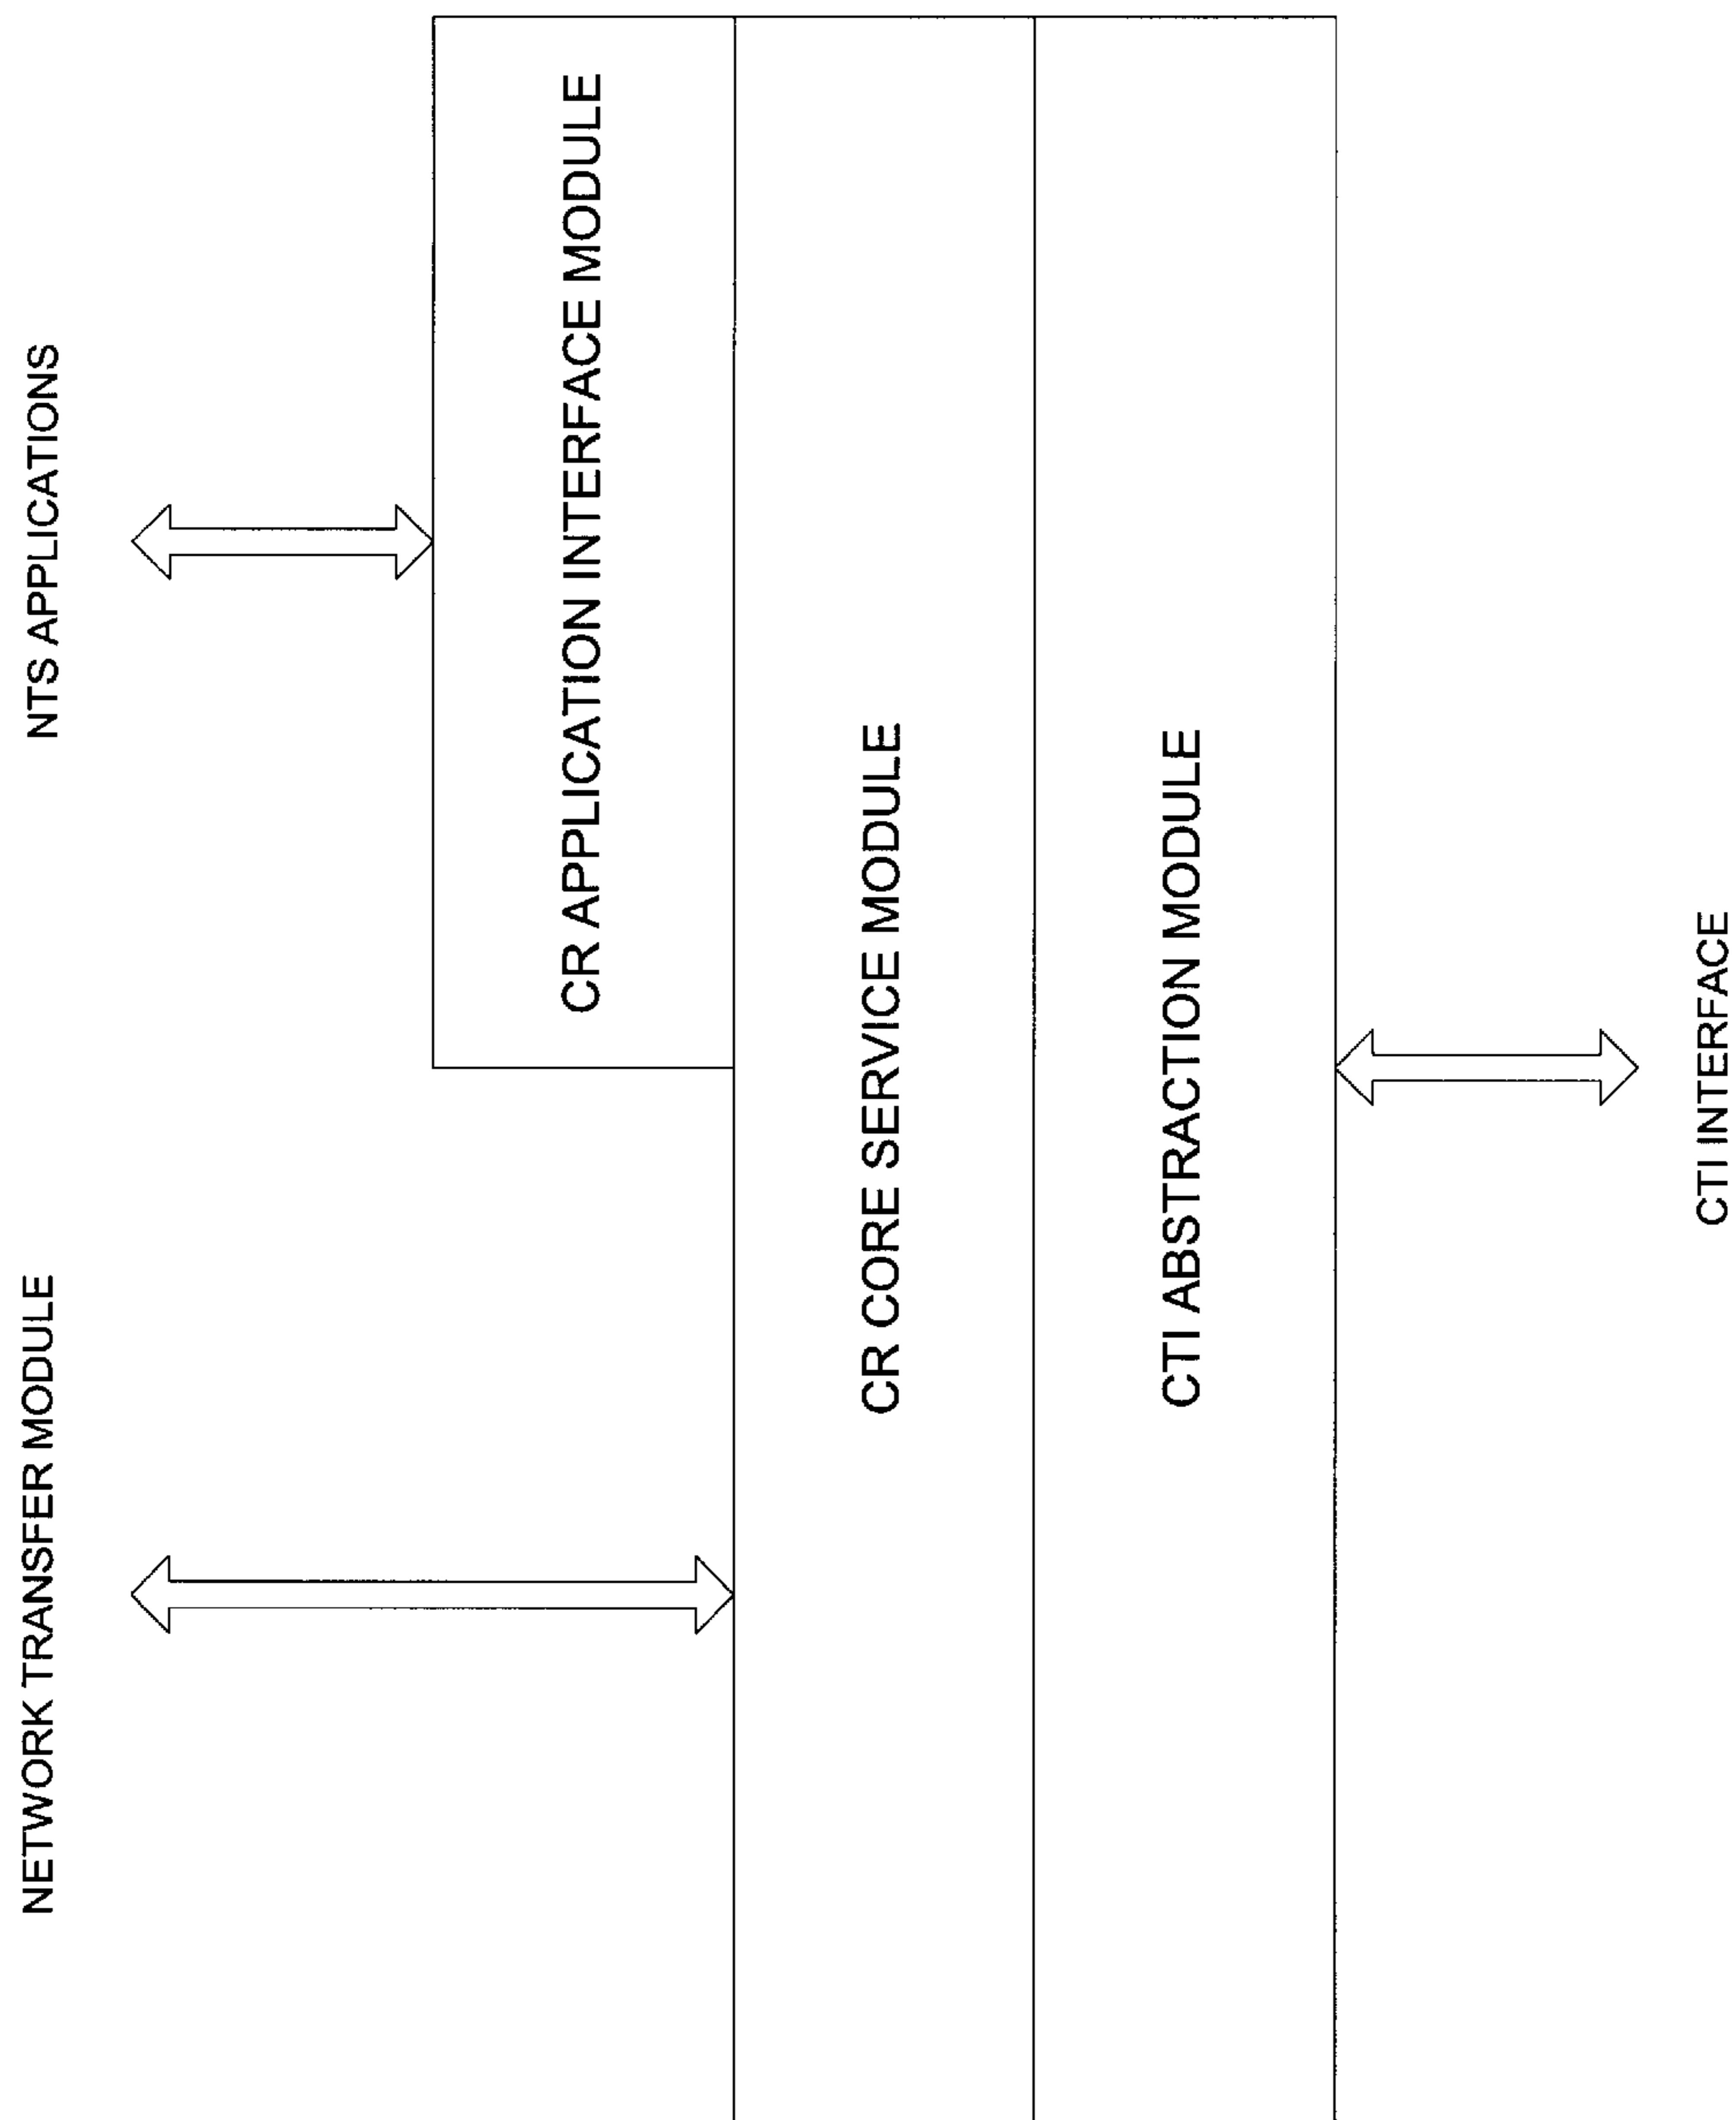 NETWORK TRANSFER MODULE
NTS APPLICATIONS
CR APPLICATION INTERFACE MODULE
CR CORE SERVICE MODULE
CTI ABSTRACTION MODULE
CTI INTERFACE